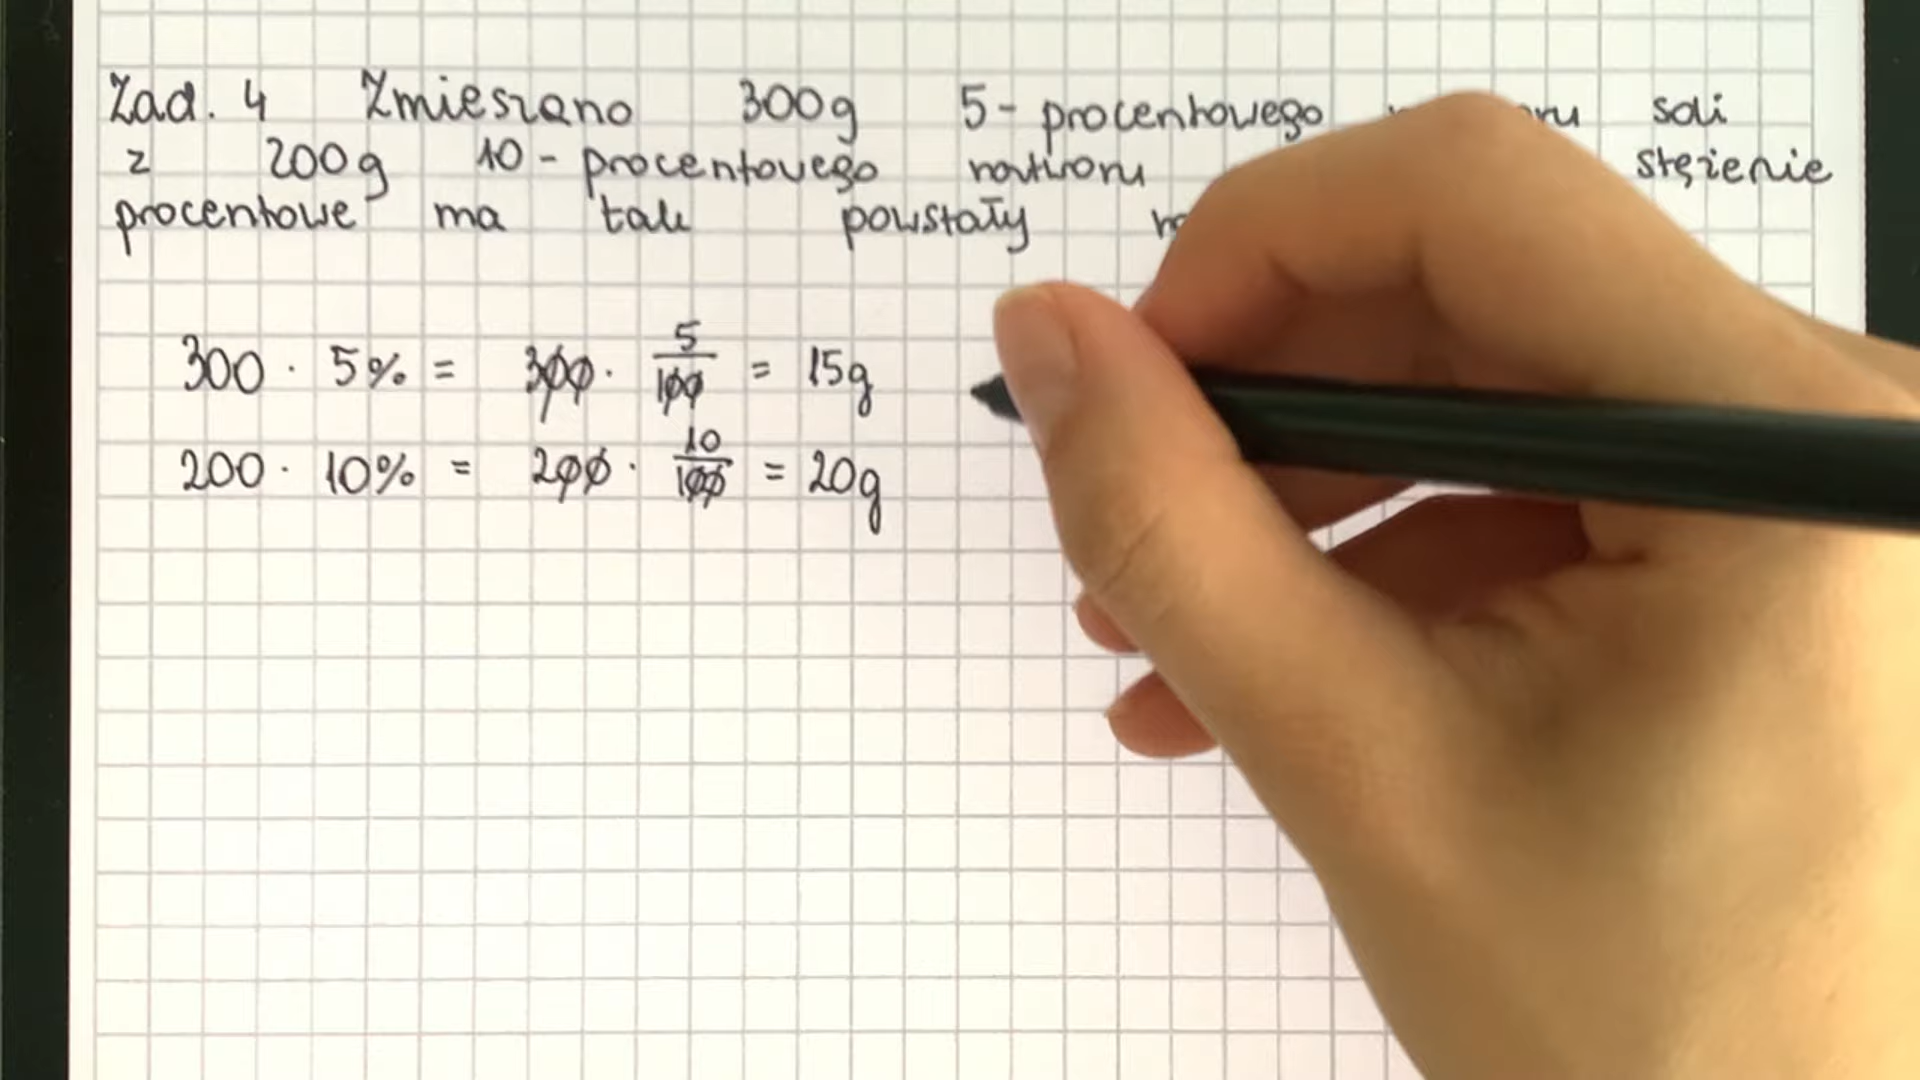 Zad. 4 Zmieszano 300g 5-procentowego soli
z 200g 10-procentowego roztworu stężenie
procentowe ma tak powstały
300 · 5% = 300 · 5/100 = 15g
200 · 10% = 200 · 10/100 = 20g